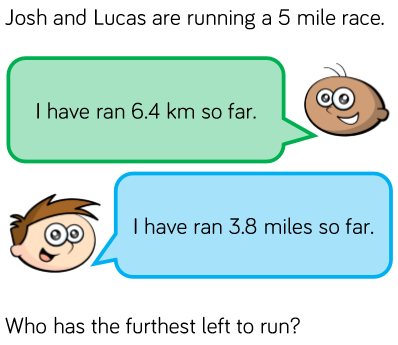 Josh and Lucas are running a 5 mile race.
I have ran 6.4 km so far.
I have ran 3.8 miles so far.
Who has the furthest left to run?